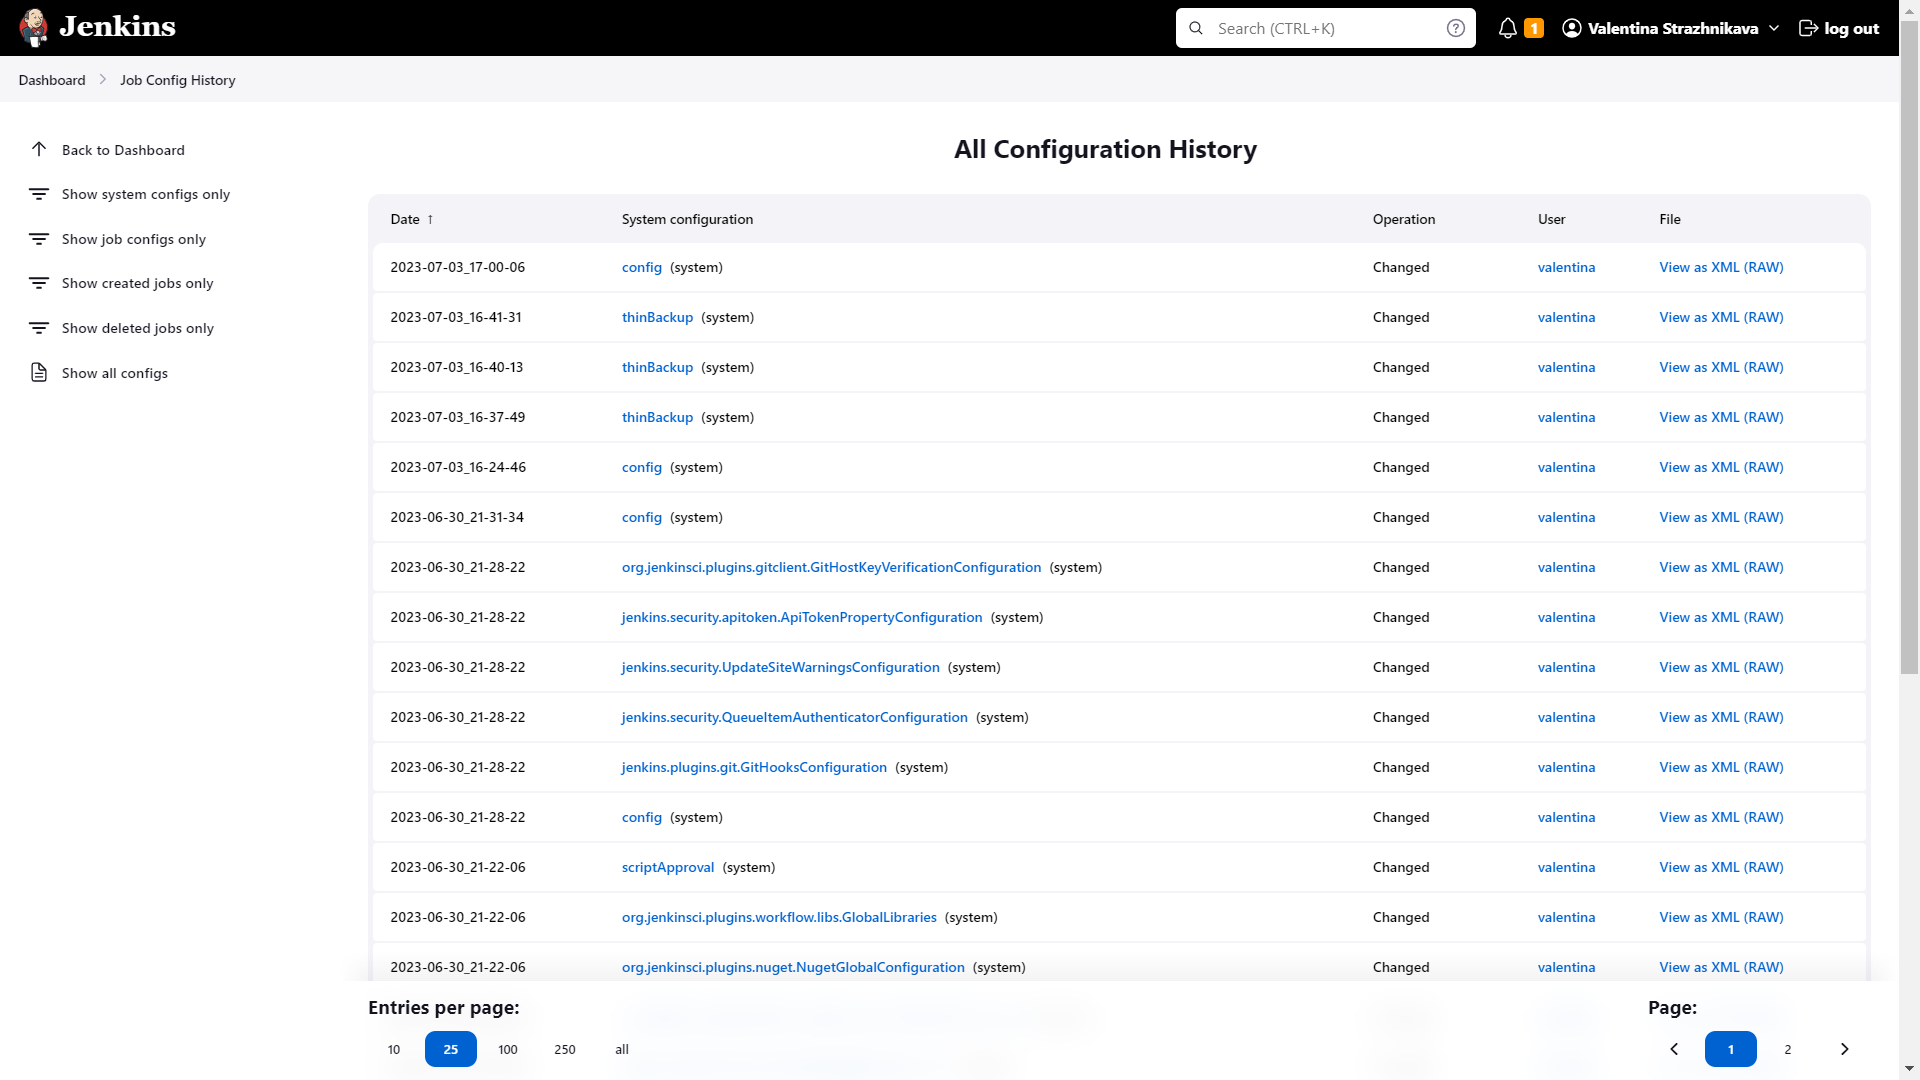 Jenkins
Search (CTRL+K)
1
Valentina Strazhnikava
log out
Dashboard
Job Config History
Back to Dashboard
Show system configs only
Show job configs only
Show created jobs only
Show deleted jobs only
Show all configs
All Configuration History
Date ↑ System configuration Operation User File
2023-07-03_17-00-06 config (system) Changed valentina View as XML (RAW)
2023-07-03_16-41-31 thinBackup (system) Changed valentina View as XML (RAW)
2023-07-03_16-40-13 thinBackup (system) Changed valentina View as XML (RAW)
2023-07-03_16-37-49 thinBackup (system) Changed valentina View as XML (RAW)
2023-07-03_16-24-46 config (system) Changed valentina View as XML (RAW)
2023-06-30_21-31-34 config (system) Changed valentina View as XML (RAW)
2023-06-30_21-28-22 org.jenkinsci.plugins.gitclient.GitHostKeyVerificationConfiguration (system) Changed valentina View as XML (RAW)
2023-06-30_21-28-22 jenkins.security.apitoken.ApiTokenPropertyConfiguration (system) Changed valentina View as XML (RAW)
2023-06-30_21-28-22 jenkins.security.UpdateSiteWarningsConfiguration (system) Changed valentina View as XML (RAW)
2023-06-30_21-28-22 jenkins.security.QueueItemAuthenticatorConfiguration (system) Changed valentina View as XML (RAW)
2023-06-30_21-28-22 jenkins.plugins.git.GitHooksConfiguration (system) Changed valentina View as XML (RAW)
2023-06-30_21-28-22 config (system) Changed valentina View as XML (RAW)
2023-06-30_21-22-06 scriptApproval (system) Changed valentina View as XML (RAW)
2023-06-30_21-22-06 org.jenkinsci.plugins.workflow.libs.GlobalLibraries (system) Changed valentina View as XML (RAW)
2023-06-30_21-22-06 org.jenkinsci.plugins.nuget.NugetGlobalConfiguration (system) Changed valentina View as XML (RAW)
Entries per page: Page:
10 25 100 250 all 1 2